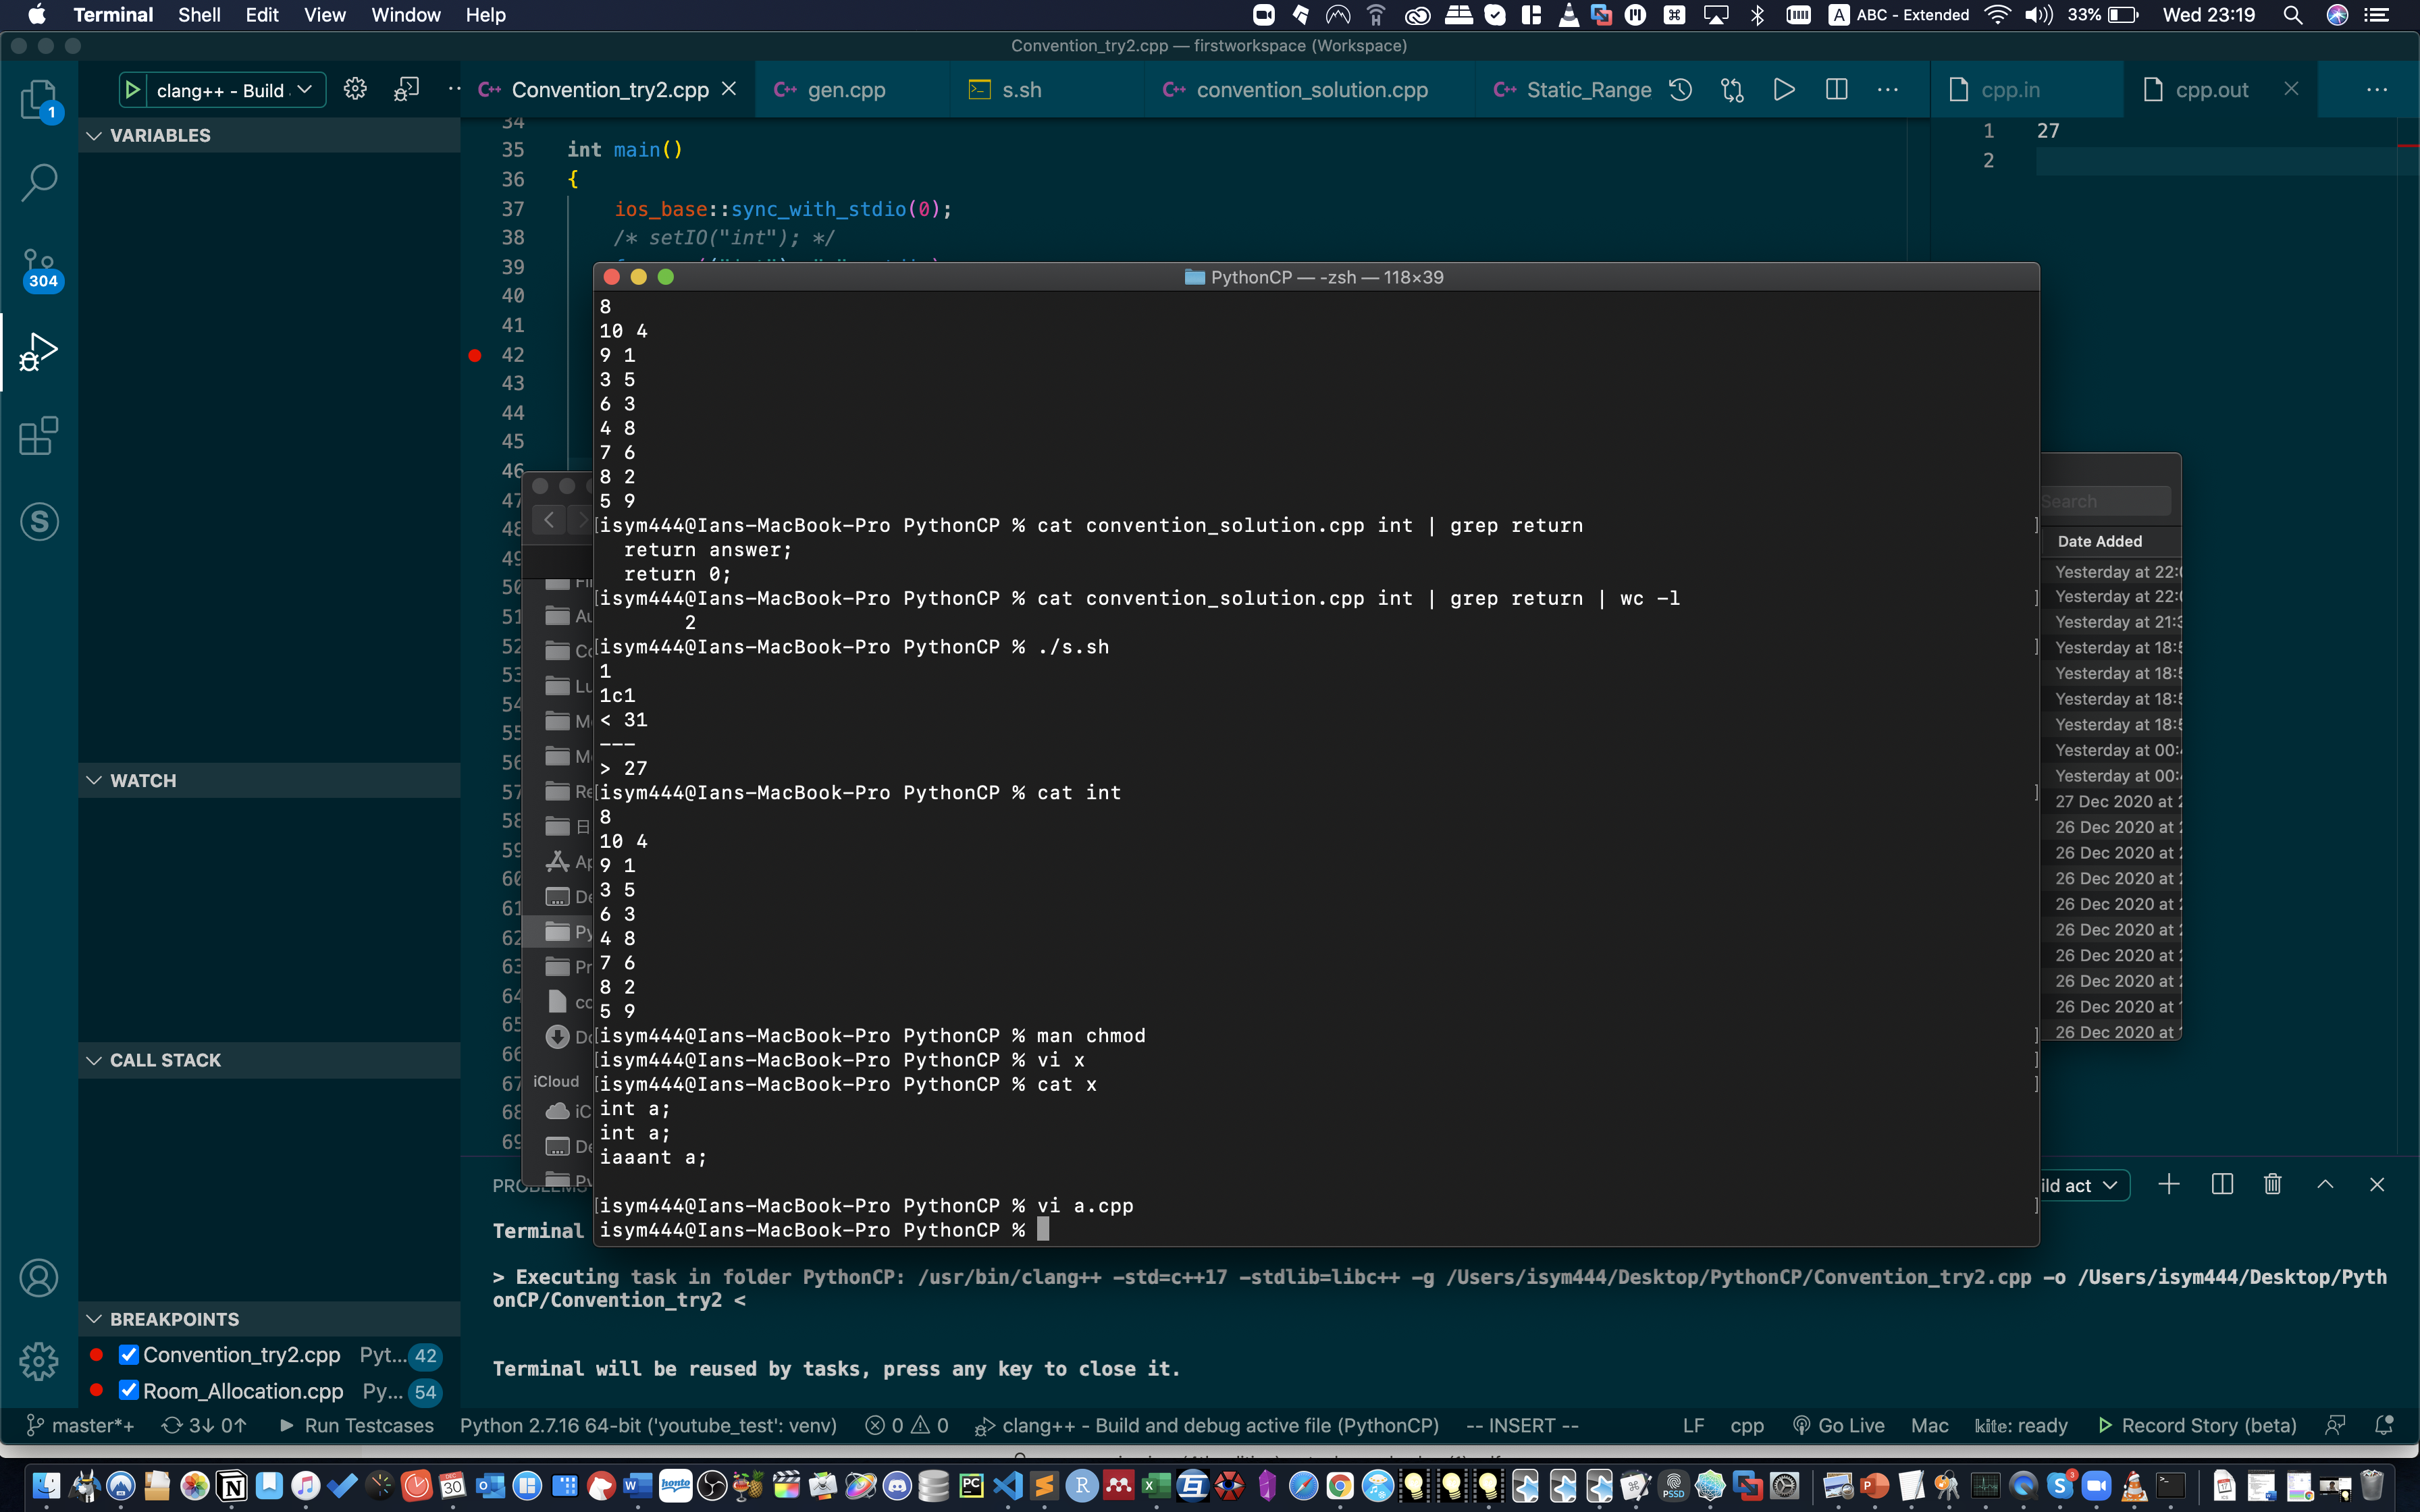 Terminal Shell Edit View Window Help
A ABC - Extended 33% Wed 23:19
Convention_try2.cpp — firstworkspace (Workspace)
clang++ - Build
Convention_try2.cpp gen.cpp s.sh convention_solution.cpp Static_Range
cpp.in cpp.out
1
304
VARIABLES
WATCH
CALL STACK
BREAKPOINTS
Convention_try2.cpp Pyt... 42
Room_Allocation.cpp Py... 54
34
35 int main()
36 {
37 ios_base::sync_with_stdio(0);
38 /* setIO("int"); */
39
40
41
42
43
44
45
46
47
48
49
50
51
52
53
54
55
56
57
58
59
60
61
62
63
64
65
66
67
68
69
1 27
2
PythonCP — -zsh — 118×39
8
10 4
9 1
3 5
6 3
4 8
7 6
8 2
5 9
isym444@Ians-MacBook-Pro PythonCP % cat convention_solution.cpp int | grep return
return answer;
return 0;
isym444@Ians-MacBook-Pro PythonCP % cat convention_solution.cpp int | grep return | wc -l
2
isym444@Ians-MacBook-Pro PythonCP % ./s.sh
1
1c1
< 31
---
> 27
isym444@Ians-MacBook-Pro PythonCP % cat int
8
10 4
9 1
3 5
6 3
4 8
7 6
8 2
5 9
isym444@Ians-MacBook-Pro PythonCP % man chmod
isym444@Ians-MacBook-Pro PythonCP % vi x
isym444@Ians-MacBook-Pro PythonCP % cat x
int a;
int a;
iaaant a;
isym444@Ians-MacBook-Pro PythonCP % vi a.cpp
isym444@Ians-MacBook-Pro PythonCP %
iCloud
Search
Date Added
Yesterday at 22:
Yesterday at 22:
Yesterday at 21:3
Yesterday at 18:5
Yesterday at 18:5
Yesterday at 18:5
Yesterday at 18:5
Yesterday at 00:
Yesterday at 00:
27 Dec 2020 at
26 Dec 2020 at
26 Dec 2020 at
26 Dec 2020 at
26 Dec 2020 at
26 Dec 2020 at
26 Dec 2020 at
26 Dec 2020 at
26 Dec 2020 at
26 Dec 2020 at
ild act
Terminal
> Executing task in folder PythonCP: /usr/bin/clang++ -std=c++17 -stdlib=libc++ -g /Users/isym444/Desktop/PythonCP/Convention_try2.cpp -o /Users/isym444/Desktop/Pyth
onCP/Convention_try2 <
Terminal will be reused by tasks, press any key to close it.
master*+ 3↓ 0↑ Run Testcases Python 2.7.16 64-bit ('youtube_test': venv) 0 0 clang++ - Build and debug active file (PythonCP) -- INSERT -- LF cpp Go Live Mac kite: ready Record Story (beta)